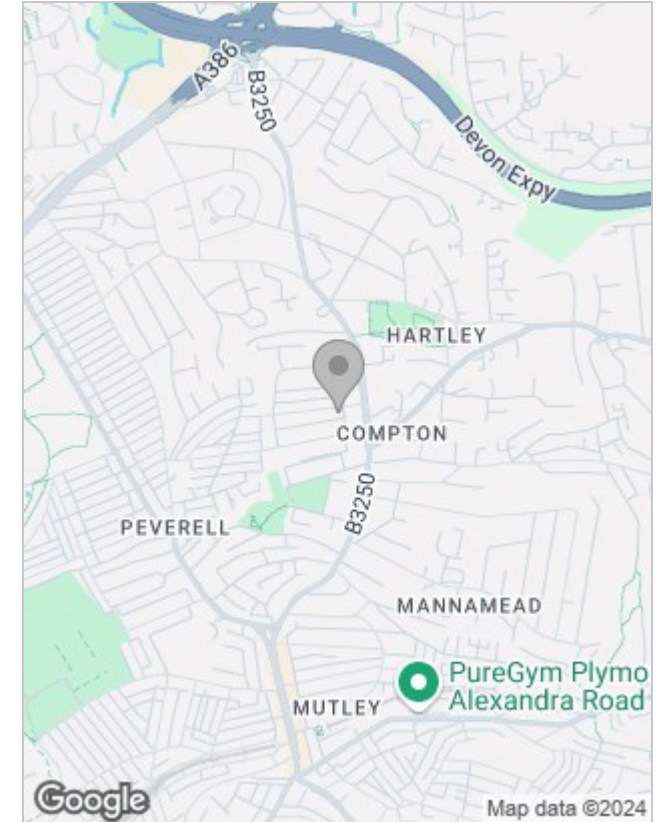 A386
B3250
Devon Expy
HARTLEY
COMPTON
B3250
PEVERELL
MANNAMEAD
PureGym Plymo
Alexandra Road
MUTLEY
Google
Map data ©2024